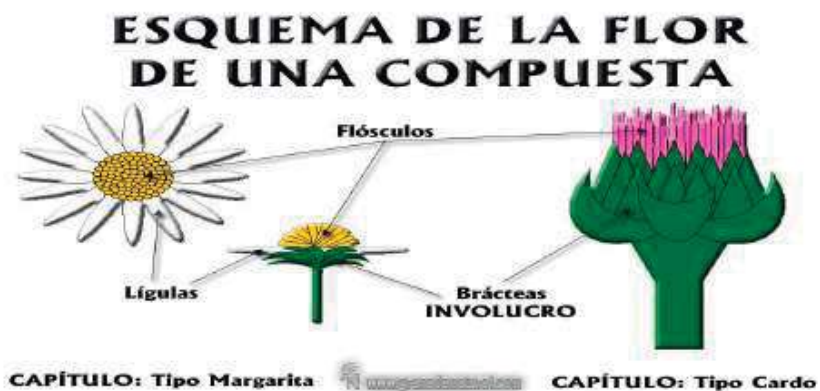 ESQUEMA DE LA FLOR
DE UNA COMPUESTA
Flósculos
Lígulas
Brácteas
INVOLUCRO
CAPÍTULO: Tipo Margarita
CAPÍTULO: Tipo Cardo